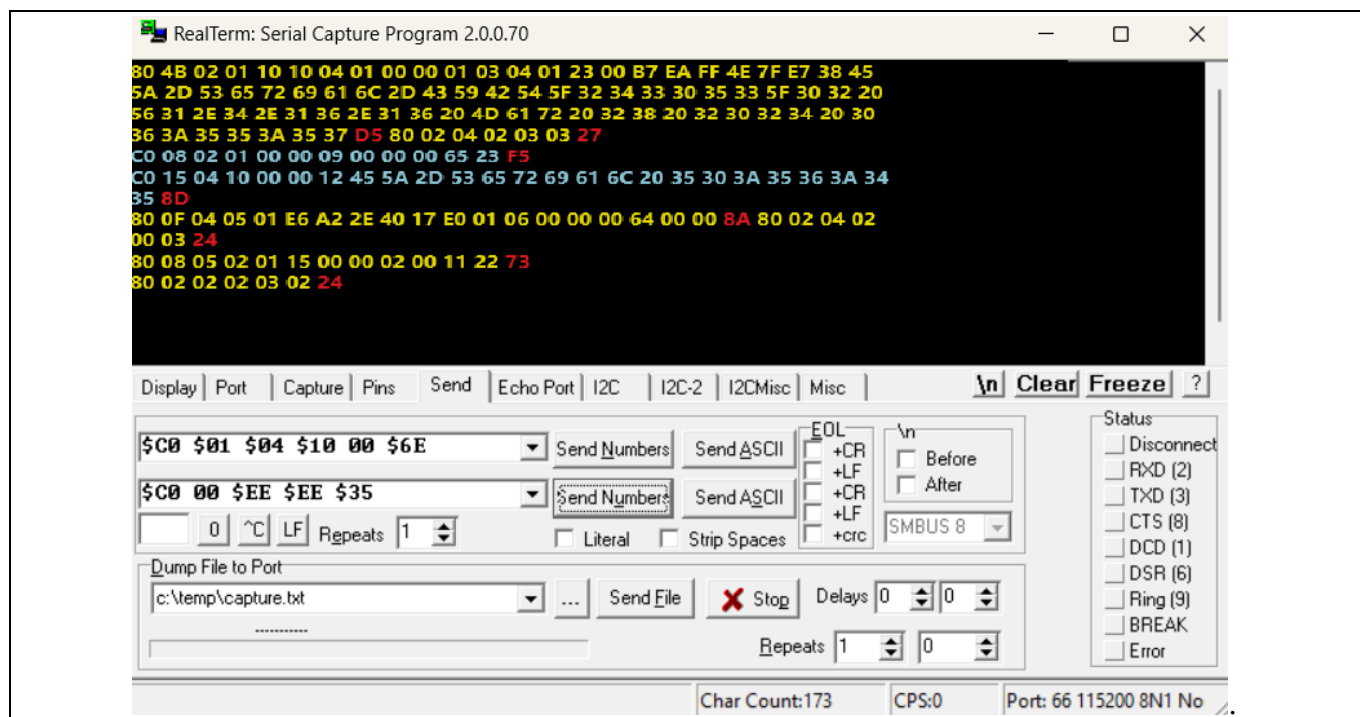 RealTerm: Serial Capture Program 2.0.0.70
80 4B 02 01 10 10 04 01 00 00 01 03 04 01 23 00 B7 EA FF 4E 7F E7 38 45
5A 2D 53 65 72 69 61 6C 2D 43 59 42 54 5F 32 34 33 30 35 33 5F 30 32 20
56 31 2E 34 2E 31 36 2E 31 36 20 4D 61 72 20 32 38 20 32 30 32 34 20 30
36 3A 35 35 3A 35 37 D5 80 02 04 02 03 03 27
C0 08 02 01 00 00 09 00 00 00 65 23 F5
C0 15 04 10 00 00 12 45 5A 2D 53 65 72 69 61 6C 20 35 30 3A 35 36 3A 34
35 8D
80 0F 04 05 01 E6 A2 2E 40 17 E0 01 06 00 00 00 64 00 00 8A 80 02 04 02
00 03 24
80 08 05 02 01 15 00 00 02 00 11 22 73
80 02 02 02 03 02 24
Display Port Capture Pins Send Echo Port I2C I2C-2 I2CMisc Misc \n Clear Freeze ?
$C0 $01 $04 $10 00 $6E Send Numbers Send ASCII
$C0 00 $EE $EE $35 Send Numbers Send ASCII
0 ^C LF Repeats 1 Literal Strip Spaces
EOL
+CR
+LF
+CR
+LF
+crc
\n
Before
After
SMBUS 8
Dump File to Port
c:\temp\capture.txt ... Send File Stop Delays 0 0
Repeats 1 0
Status
Disconnect
RXD (2)
TXD (3)
CTS (8)
DCD (1)
DSR (6)
Ring (9)
BREAK
Error
Char Count:173 CPS:0 Port: 66 115200 8N1 No
.